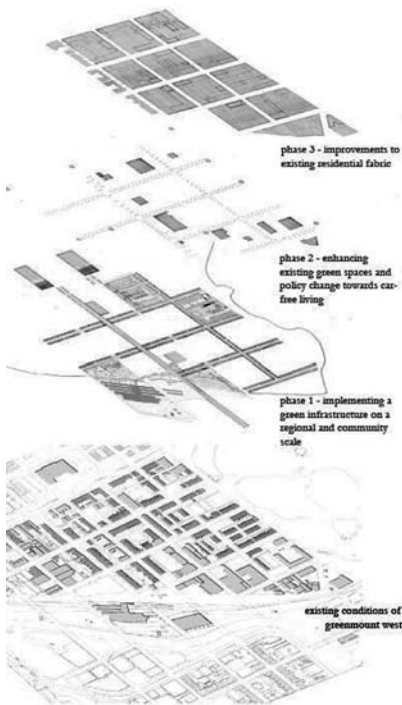 phase 3 - improvements to
existing residential fabric
phase 2 - enhancing
existing green spaces and
policy change towards car-
free living
phase 1 - implementing a
green infrastructure on a
regional and community
scale
existing conditions of
greenmount west